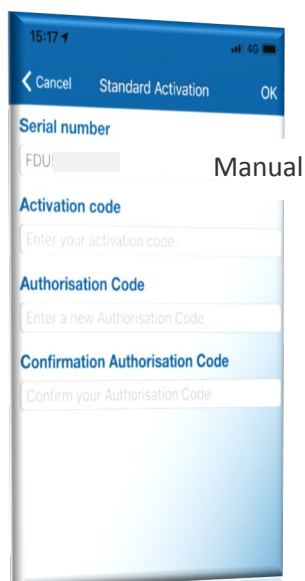 15:17
4G
Cancel Standard Activation OK
Serial number
FDU
Manual
Activation code
Enter your activation code.
Authorisation Code
Enter a new Authorisation Code
Confirmation Authorisation Code
Confirm your Authorisation Code